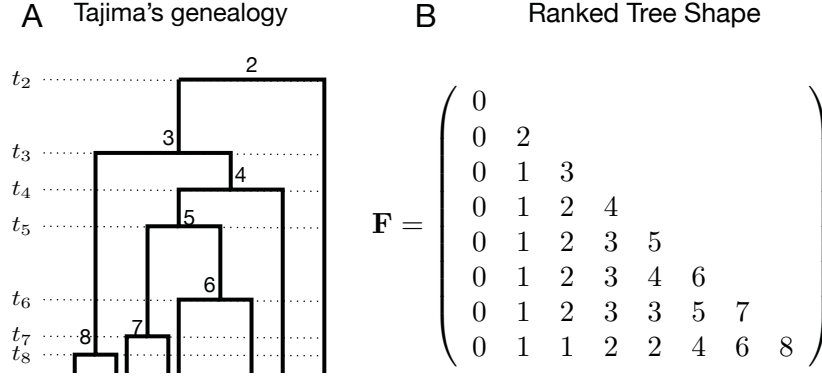 A Tajima's genealogy
B Ranked Tree Shape
t2
t3
t4
t5
t6
t7
t8
2
3
4
5
6
7
8
F =
0
0 2
0 1 3
0 1 2 4
0 1 2 3 5
0 1 2 3 4 6
0 1 2 3 3 5 7
0 1 1 2 2 4 6 8